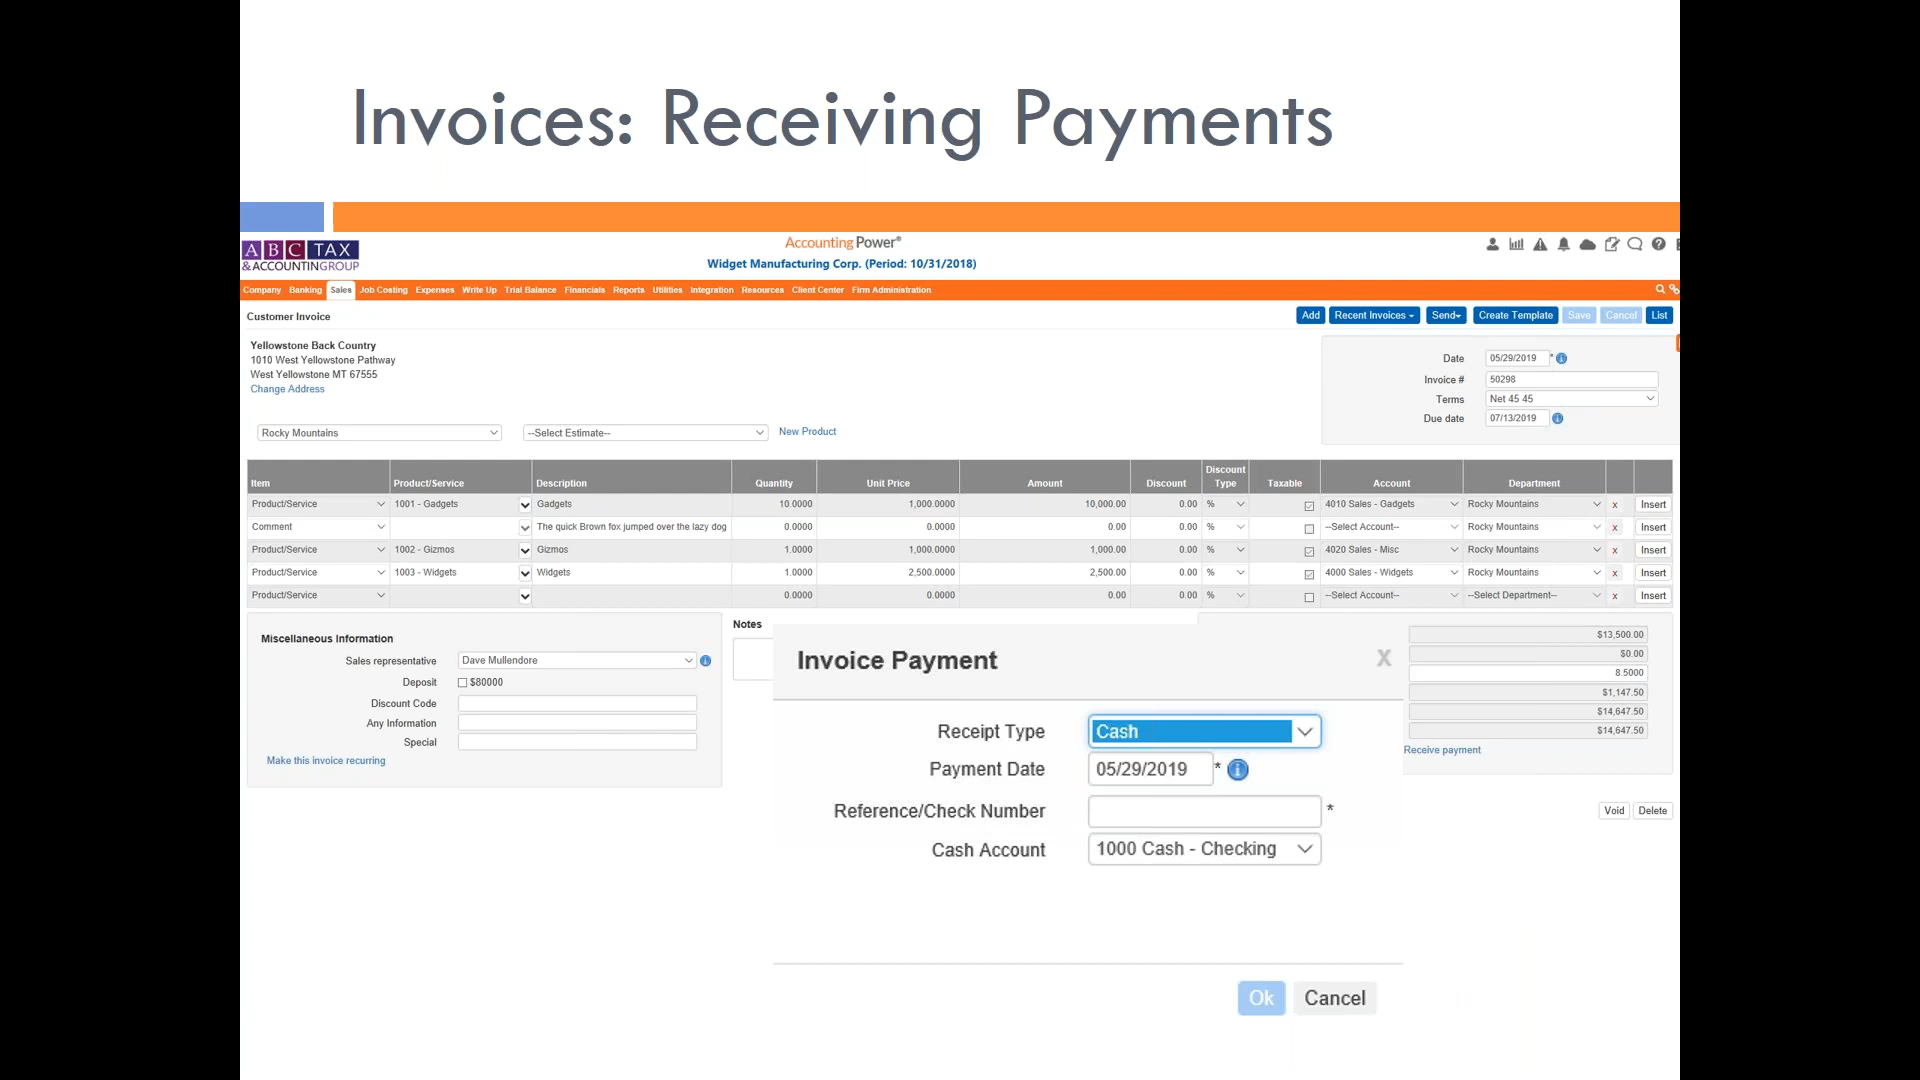 Invoices: Receiving Payments
ABC TAX
& ACCOUNTINGROUP
Accounting Power®
Widget Manufacturing Corp. (Period: 10/31/2018)
Company Banking Sales Job Costing Expenses Write Up Trial Balance Financials Reports Utilities Integration Resources Client Center Firm Administration
Customer Invoice
Add Recent Invoices Send Create Template Save Cancel List
Yellowstone Back Country
1010 West Yellowstone Pathway
West Yellowstone MT 67555
Change Address
Date 05/29/2019 *
Invoice # 50298
Terms Net 45 45
Due date 07/13/2019
Rocky Mountains --Select Estimate-- New Product
Item Product/Service Description Quantity Unit Price Amount Discount Discount Type Taxable Account Department
Product/Service 1001 - Gadgets Gadgets 10.0000 1,000.0000 10,000.00 0.00 % 4010 Sales - Gadgets Rocky Mountains x Insert
Comment The quick Brown fox jumped over the lazy dog 0.0000 0.0000 0.00 0.00 % --Select Account-- Rocky Mountains x Insert
Product/Service 1002 - Gizmos Gizmos 1.0000 1,000.0000 1,000.00 0.00 % 4020 Sales - Misc Rocky Mountains x Insert
Product/Service 1003 - Widgets Widgets 1.0000 2,500.0000 2,500.00 0.00 % 4000 Sales - Widgets Rocky Mountains x Insert
Product/Service 0.0000 0.0000 0.00 0.00 % --Select Account-- --Select Department-- x Insert
Miscellaneous Information
Sales representative Dave Mullendore
Deposit $80000
Discount Code
Any Information
Special
Make this invoice recurring
Notes
Invoice Payment X
Receipt Type Cash
Payment Date 05/29/2019 *
Reference/Check Number *
Cash Account 1000 Cash - Checking
Ok Cancel
$13,500.00
$0.00
8.5000
$1,147.50
$14,647.50
$14,647.50
Receive payment
Void Delete